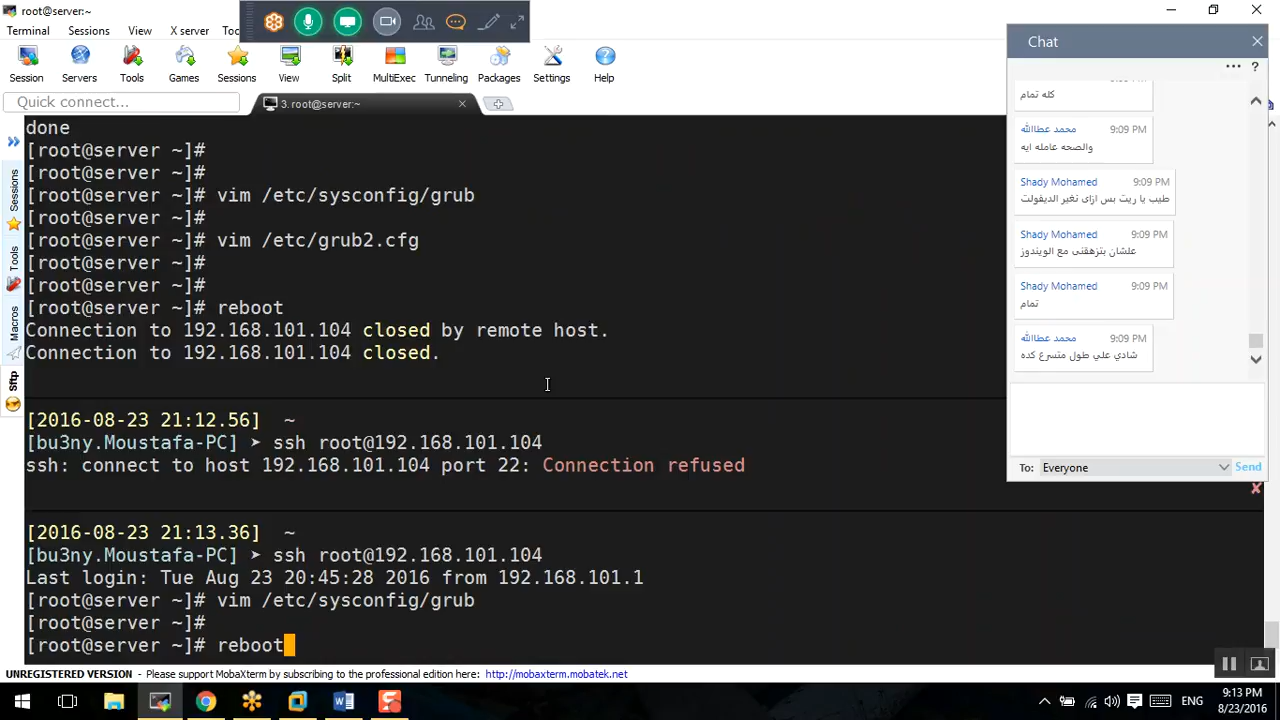 root@server:~
Terminal
Sessions
View
X server
Session
Servers
Tools
Games
Sessions
View
Split
MultiExec
Tunneling
Packages
Settings
Help
Quick connect...
3. root@server:~
Sessions
Tools
Macros
Sftp
done
[root@server ~]#
[root@server ~]#
[root@server ~]# vim /etc/sysconfig/grub
[root@server ~]#
[root@server ~]# vim /etc/grub2.cfg
[root@server ~]#
[root@server ~]#
[root@server ~]# reboot
Connection to 192.168.101.104 closed by remote host.
Connection to 192.168.101.104 closed.
[2016-08-23 21:12.56] ~
[bu3ny.Moustafa-PC] ➤ ssh root@192.168.101.104
ssh: connect to host 192.168.101.104 port 22: Connection refused
[2016-08-23 21:13.36] ~
[bu3ny.Moustafa-PC] ➤ ssh root@192.168.101.104
Last login: Tue Aug 23 20:45:28 2016 from 192.168.101.1
[root@server ~]# vim /etc/sysconfig/grub
[root@server ~]#
[root@server ~]# reboot
Chat
كله تمام
محمد عطاالله 9:09 PM
والصحه عامله ايه
Shady Mohamed 9:09 PM
طيب يا ريت بس ازاى تغير الديفولت
Shady Mohamed 9:09 PM
علشان بتزهقنى مع الويندوز
Shady Mohamed 9:09 PM
تمام
محمد عطاالله 9:09 PM
شادي علي طول متسرع كده
To: Everyone Send
UNREGISTERED VERSION - Please support MobaXterm by subscribing to the professional edition here: http://mobaxterm.mobatek.net
ENG
9:13 PM
8/23/2016